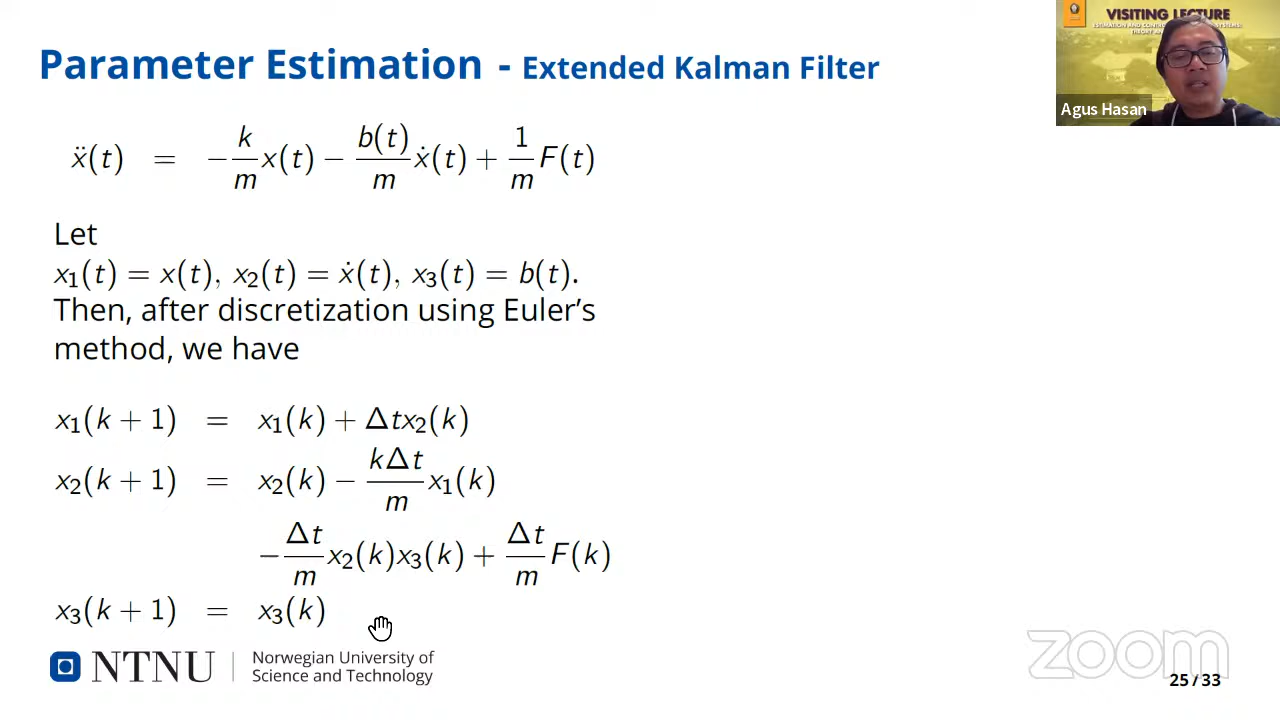 Parameter Estimation - Extended Kalman Filter
ẍ(t) = −k/m x(t) − b(t)/m ẋ(t) + 1/m F(t)
Let
x₁(t) = x(t), x₂(t) = ẋ(t), x₃(t) = b(t).
Then, after discretization using Euler's
method, we have
x₁(k + 1) = x₁(k) + Δtx₂(k)
x₂(k + 1) = x₂(k) − kΔt/m x₁(k)
−Δt/m x₂(k)x₃(k) + Δt/m F(k)
x₃(k + 1) = x₃(k)
NTNU
Norwegian University of
Science and Technology
VISITING LECTURE
Agus Hasan
zoom
25 / 33